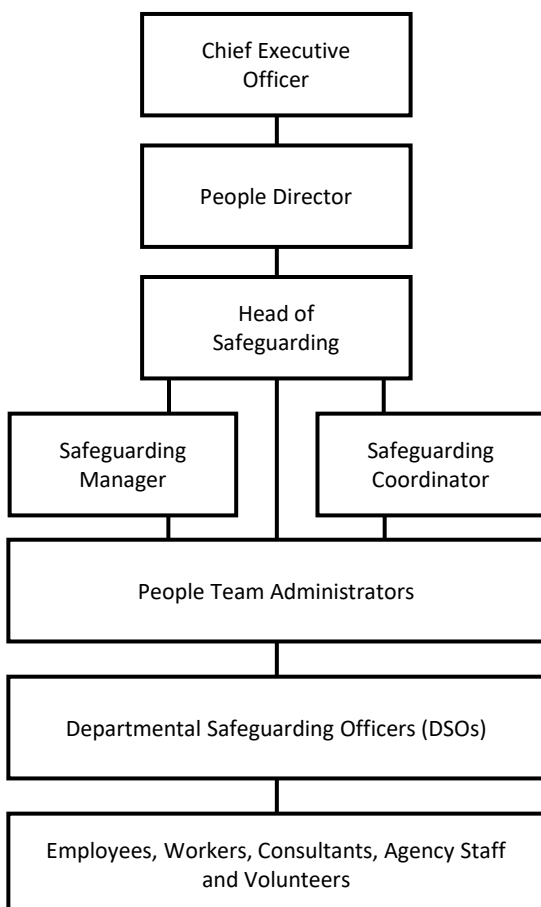 Chief Executive
Officer
People Director
Head of
Safeguarding
Safeguarding
Manager
Safeguarding
Coordinator
People Team Administrators
Departmental Safeguarding Officers (DSOs)
Employees, Workers, Consultants, Agency Staff
and Volunteers